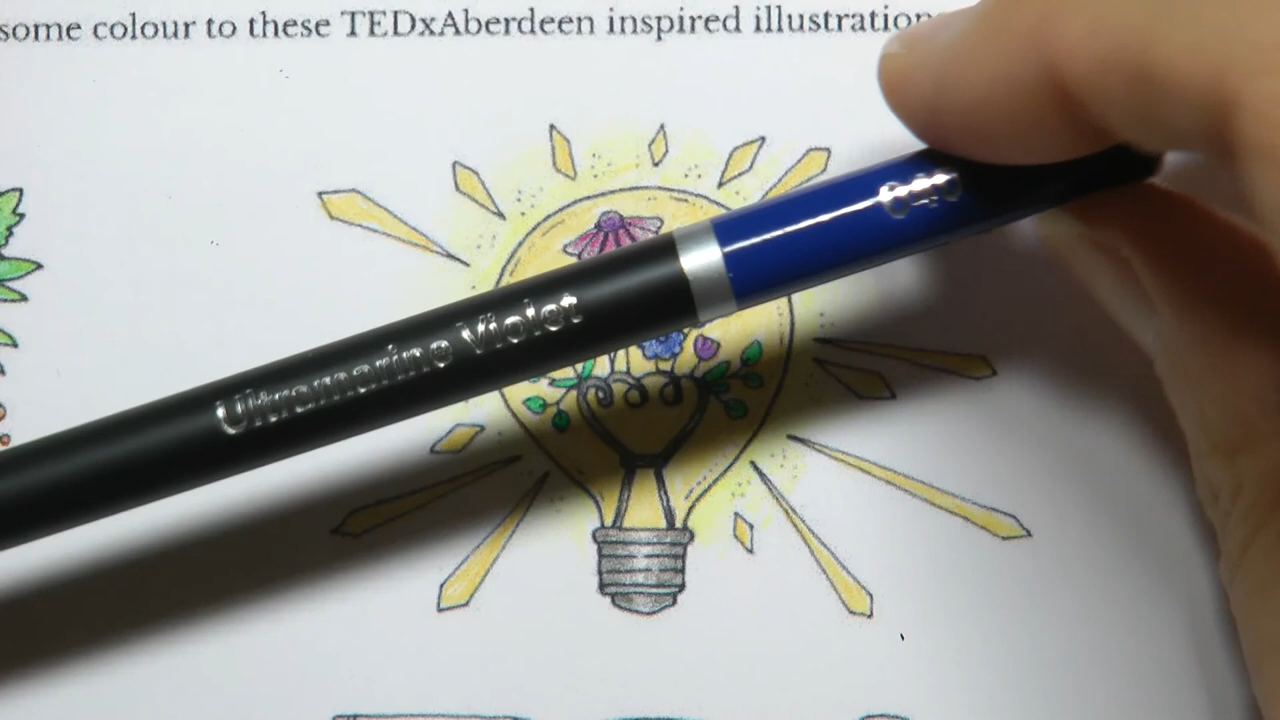 some colour to these TEDxAberdeen inspired illustration
Ultramarine Violet